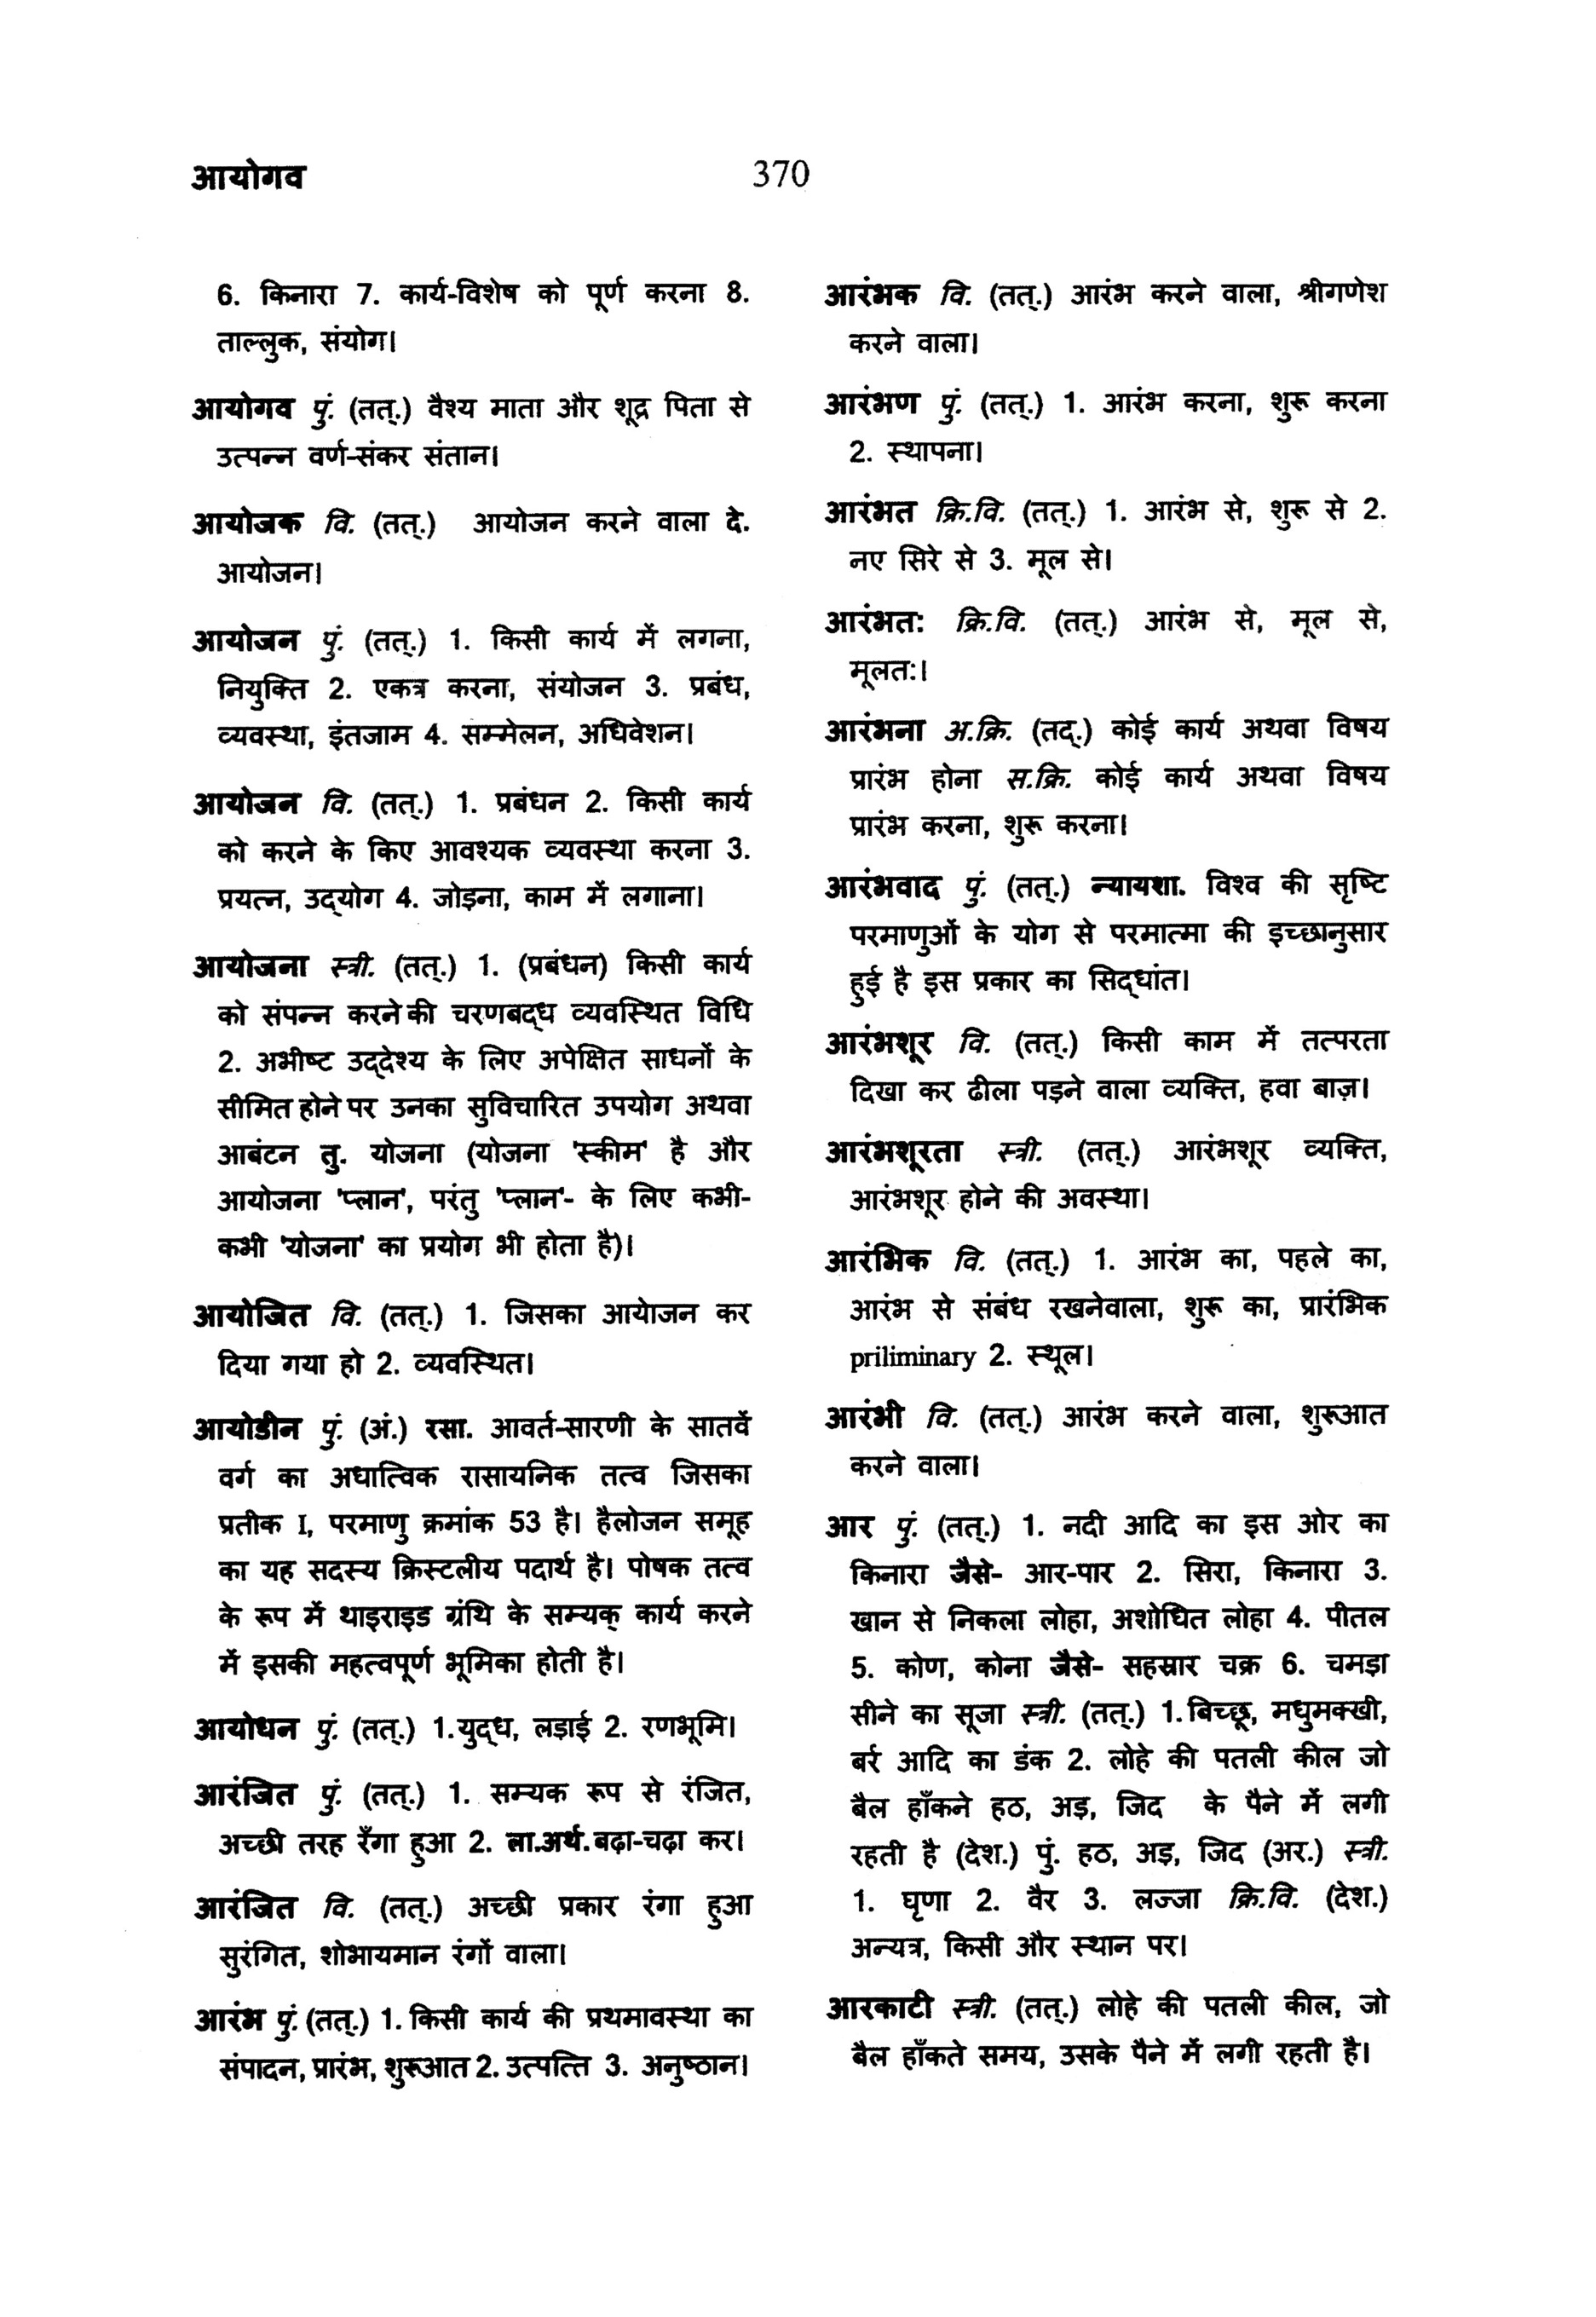 आयोगव
370
6. किनारा 7. कार्य-विशेष को पूर्ण करना 8.
ताल्लुक, संयोग।
आयोगव पुं. (तत्.) वैश्य माता और शूद्र पिता से
उत्पन्न वर्ण-संकर संतान।
आयोजक वि. (तत्.) आयोजन करने वाला दे.
आयोजन।
आयोजन पुं. (तत्.) 1. किसी कार्य में लगना,
नियुक्ति 2. एकत्र करना, संयोजन 3. प्रबंध,
व्यवस्था, इंतजाम 4. सम्मेलन, अधिवेशन।
आयोजन वि. (तत्.) 1. प्रबंधन 2. किसी कार्य
को करने के किए आवश्यक व्यवस्था करना 3.
प्रयत्न, उद्‌योग 4. जोड़ना, काम में लगाना।
आयोजना स्त्री. (तत्.) 1. (प्रबंधन) किसी कार्य
को संपन्न करने की चरणबद्‌ध व्यवस्थित विधि
2. अभीष्ट उद्‌देश्य के लिए अपेक्षित साधनों के
सीमित होने पर उनका सुविचारित उपयोग अथवा
आबंटन तु. योजना (योजना 'स्कीम' है और
आयोजना 'प्लान', परंतु 'प्लान'- के लिए कभी-
कभी 'योजना' का प्रयोग भी होता है)।
आयोजित वि. (तत्.) 1. जिसका आयेाजन कर
दिया गया हो 2. व्यवस्थित।
आयोडीन पुं. (अं.) रसा. आवर्त-सारणी के सातवें
वर्ग का अधात्विक रासायनिक तत्व जिसका
प्रतीक I, परमाणु क्रमांक 53 है। हैलोजन समूह
का यह सदस्य क्रिस्टलीय पदार्थ है। पोषक तत्व
के रूप में थाइराइड ग्रंथि के सम्यक् कार्य करने
में इसकी महत्वपूर्ण भूमिका होती है।
आयोधन पुं. (तत्.) 1.युद्‌ध, लड़ाई 2. रणभूमि।
आरंजित पुं. (तत्.) 1. सम्यक रूप से रंजित,
अच्छी तरह रँगा हुआ 2. ला.अर्थ. बढ़ा-चढ़ा कर।
आरंजित वि. (तत्.) अच्छी प्रकार रंगा हुआ
सुरंगित, शोभायमान रंगों वाला।
आरंभ पुं. (तत्.) 1. किसी कार्य की प्रथमावस्था का
संपादन, प्रारंभ, शुरूआत 2. उत्पत्ति 3. अनुष्ठान।
आरंभक वि. (तत्.) आरंभ करने वाला, श्रीगणेश
करने वाला।
आरंभण पुं. (तत्.) 1. आरंभ करना, शुरू करना
2. स्थापना।
आरंभत क्रि.वि. (तत्.) 1. आरंभ से, शुरू से 2.
नए सिरे से 3. मूल से।
आरंभत: क्रि.वि. (तत्.) आरंभ से, मूल से,
मूलत:।
आरंभना अ.क्रि. (तद्.) कोई कार्य अथवा विषय
प्रारंभ होना स.क्रि. कोई कार्य अथवा विषय
प्रारंभ करना, शुरू करना।
आरंभवाद पुं. (तत्.) न्यायशा. विश्व की सृष्टि
परमाणुओं के योग से परमात्मा की इच्छानुसार
हुई है इस प्रकार का सिद्‌धांत।
आरंभशूर वि. (तत्.) किसी काम में तत्परता
दिखा कर ढीला पड़ने वाला व्यक्ति, हवा बाज़।
आरंभशूरता स्त्री. (तत्.) आरंभशूर व्यक्ति,
आरंभशूर होने की अवस्था।
आरंभिक वि. (तत्.) 1. आरंभ का, पहले का,
आरंभ से संबंध रखनेवाला, शुरू का, प्रारंभिक
priliminary 2. स्थूल।
आरंभी वि. (तत्.) आरंभ करने वाला, शुरूआत
करने वाला।
आर पुं. (तत्.) 1. नदी आदि का इस ओर का
किनारा जैसे- आर-पार 2. सिरा, किनारा 3.
खान से निकला लोहा, अशोधित लोहा 4. पीतल
5. कोण, कोना जैसे- सहस्रार चक्र 6. चमड़ा
सीने का सूजा स्त्री. (तत्.) 1.बिच्छू, मधुमक्खी,
बर्र आदि का डंक 2. लोहे की पतली कील जो
बैल हाँकने हठ, अड़, जिद के पैने में लगी
रहती है (देश.) पुं. हठ, अड़, जिद (अर.) स्त्री.
1. घृणा 2. वैर 3. लज्जा क्रि.वि. (देश.)
अन्यत्र, किसी और स्थान पर।
आरकाटी स्त्री. (तत्.) लोहे की पतली कील, जो
बैल हाँकते समय, उसके पैने में लगी रहती है।